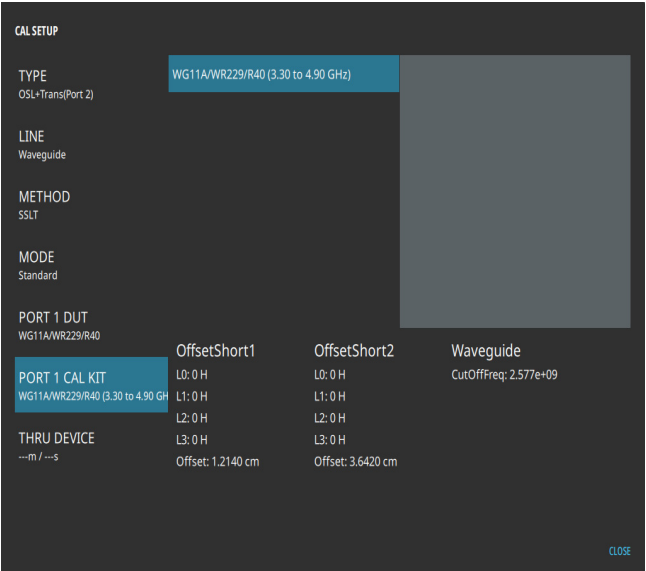 CAL SETUP
TYPE
OSL+Trans(Port 2)
LINE
Waveguide
METHOD
SSLT
MODE
Standard
PORT 1 DUT
WG11A/WR229/R40
PORT 1 CAL KIT
WG11A/WR229/R40 (3.30 to 4.90 GH
THRU DEVICE
---m / ---s
WG11A/WR229/R40 (3.30 to 4.90 GHz)
OffsetShort1
L0: 0 H
L1: 0 H
L2: 0 H
L3: 0 H
Offset: 1.2140 cm
OffsetShort2
L0: 0 H
L1: 0 H
L2: 0 H
L3: 0 H
Offset: 3.6420 cm
Waveguide
CutOffFreq: 2.577e+09
CLOSE